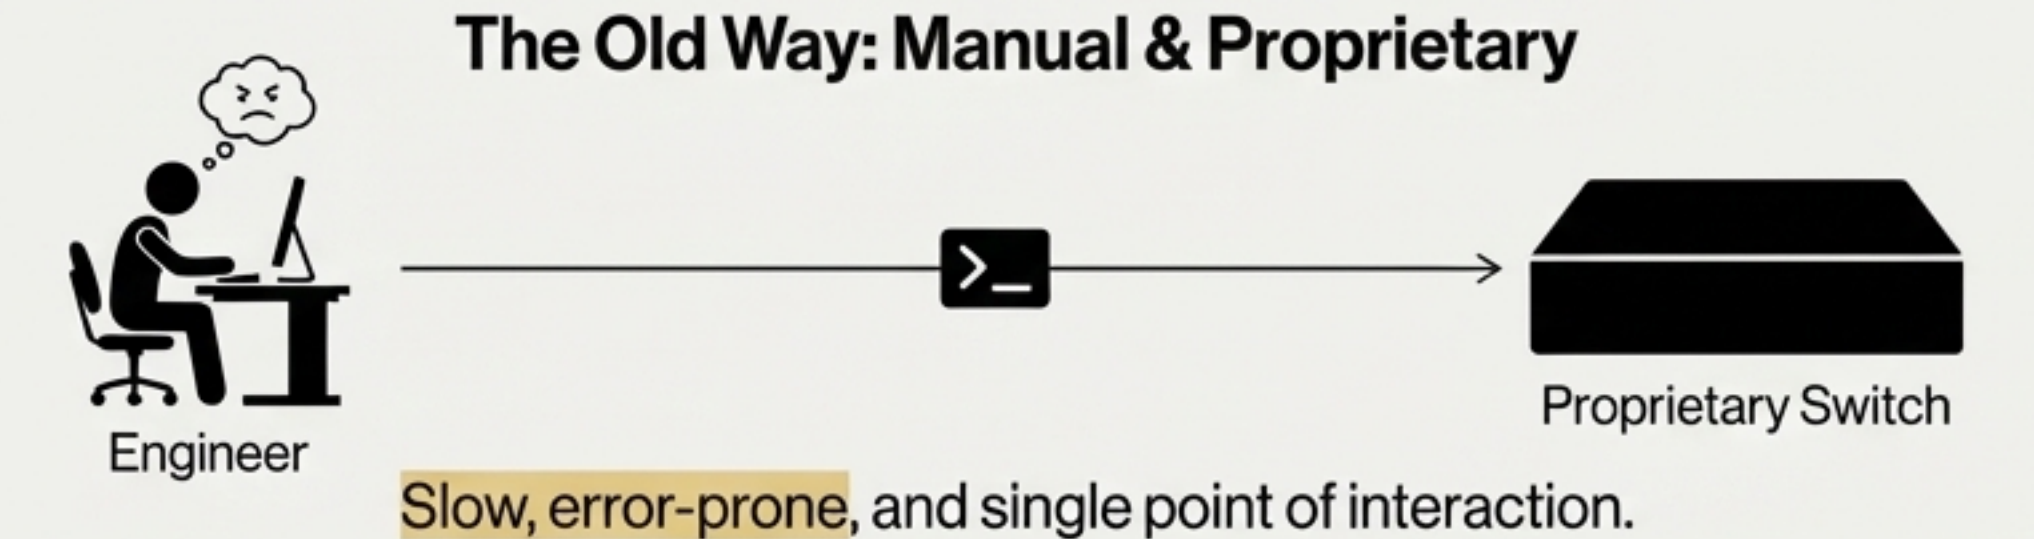 The Old Way: Manual & Proprietary
>_
Engineer
Proprietary Switch
Slow, error-prone, and single point of interaction.